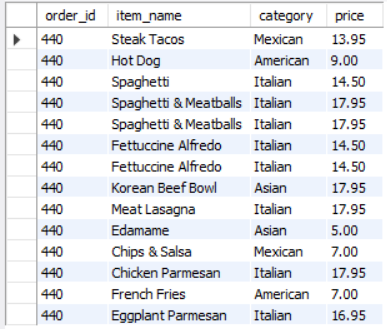 order_id item_name category price
440 Steak Tacos Mexican 13.95
440 Hot Dog American 9.00
440 Spaghetti Italian 14.50
440 Spaghetti & Meatballs Italian 17.95
440 Spaghetti & Meatballs Italian 17.95
440 Fettuccine Alfredo Italian 14.50
440 Fettuccine Alfredo Italian 14.50
440 Korean Beef Bowl Asian 17.95
440 Meat Lasagna Italian 17.95
440 Edamame Asian 5.00
440 Chips & Salsa Mexican 7.00
440 Chicken Parmesan Italian 17.95
440 French Fries American 7.00
440 Eggplant Parmesan Italian 16.95